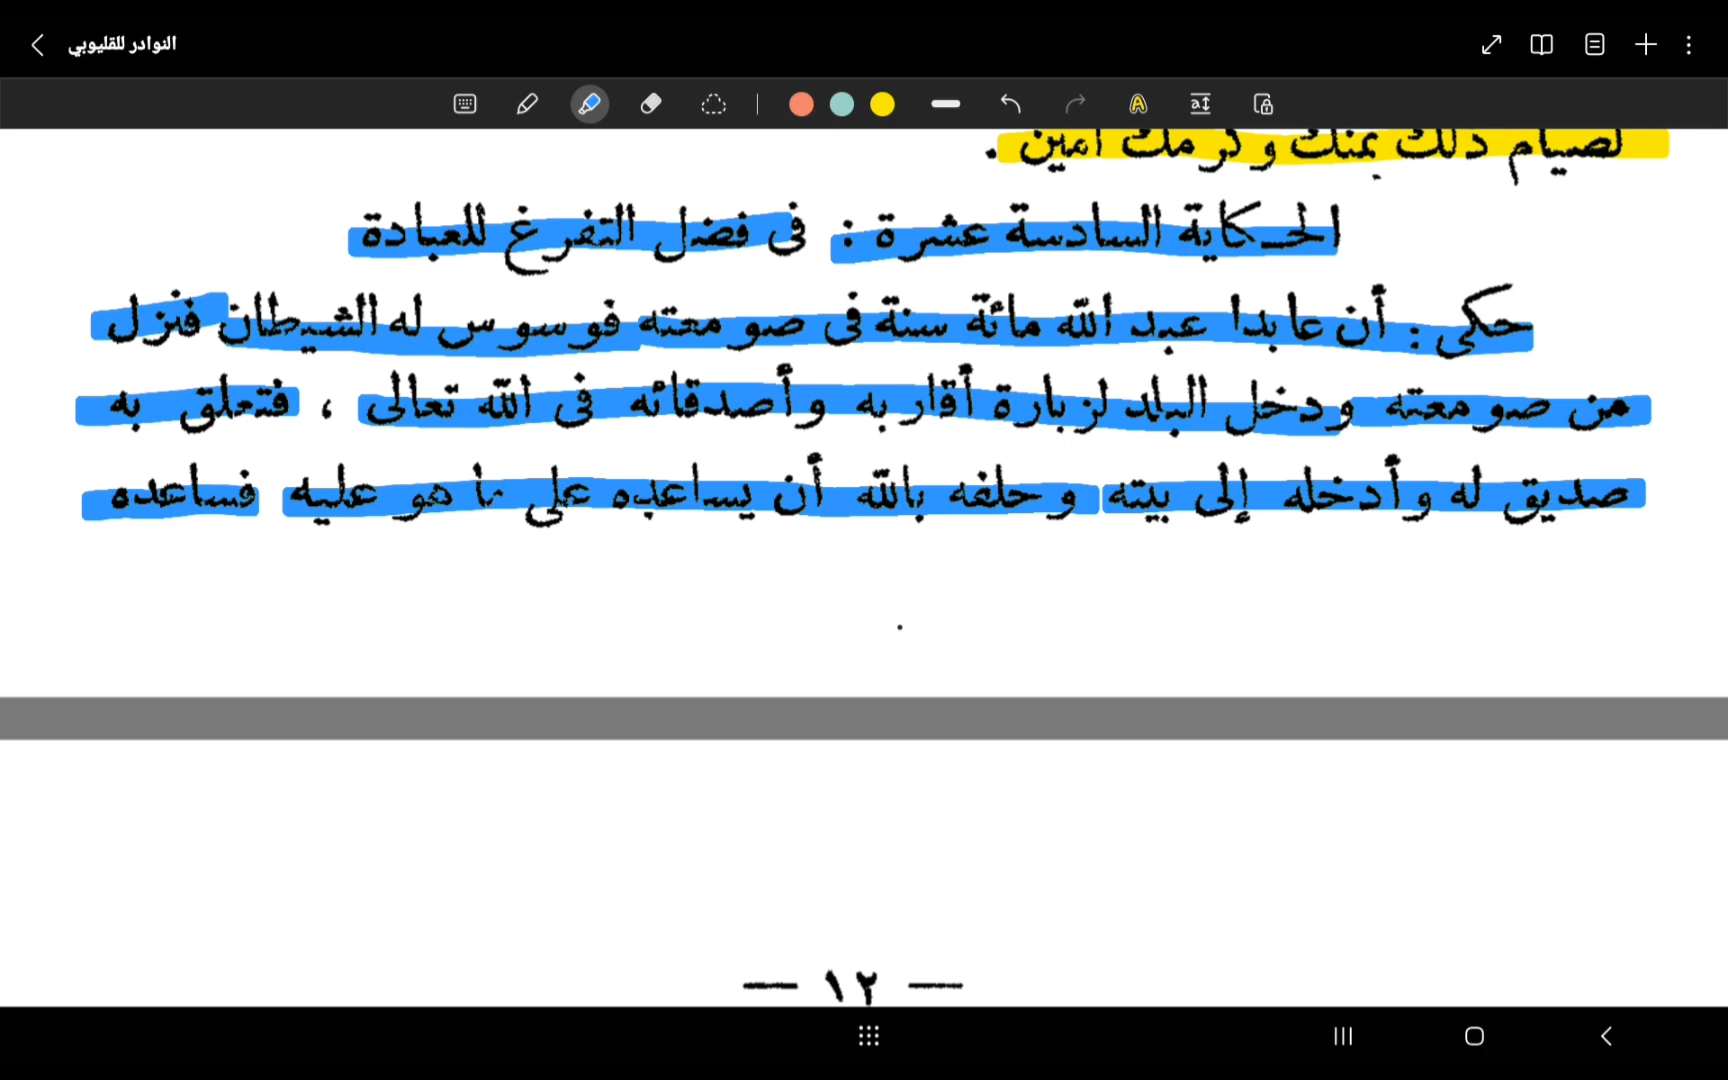 النوادر للقليوبي
لصيام ذلك بمنك وكرمك آمين .
الحكاية السادسة عشرة : فى فضل التفرغ للعبادة
حكى : أن عابدا عبد الله مائة سنة فى صومعته فوسوس له الشيطان فنزل
من صومعته ودخل البلد لزيارة أقاربه وأصدقائه فى الله تعالى ، فتعلق به
صديق له وأدخله إلى بيته وحلفه بالله أن يساعده على ما هو عليه فساعده
— ١٢ —